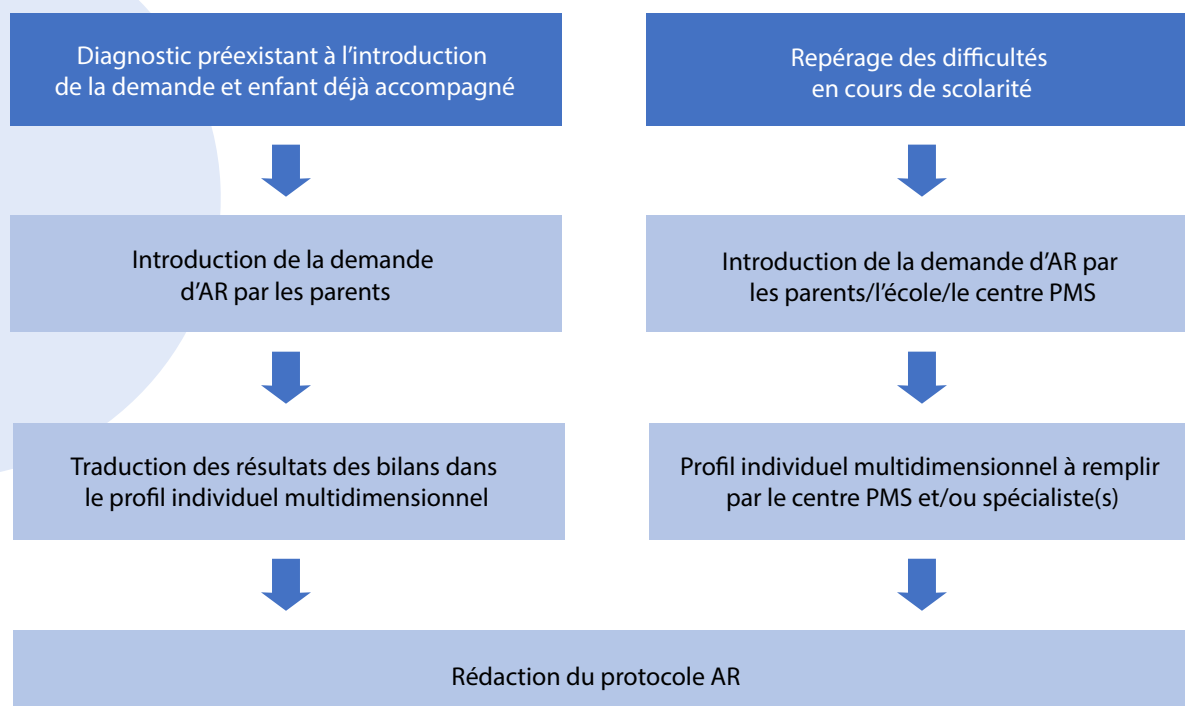 Diagnostic préexistant à l’introduction
de la demande et enfant déjà accompagné
Repérage des difficultés
en cours de scolarité
Introduction de la demande
d’AR par les parents
Introduction de la demande d’AR par
les parents/l’école/le centre PMS
Traduction des résultats des bilans dans
le profil individuel multidimensionnel
Profil individuel multidimensionnel à remplir
par le centre PMS et/ou spécialiste(s)
Rédaction du protocole AR